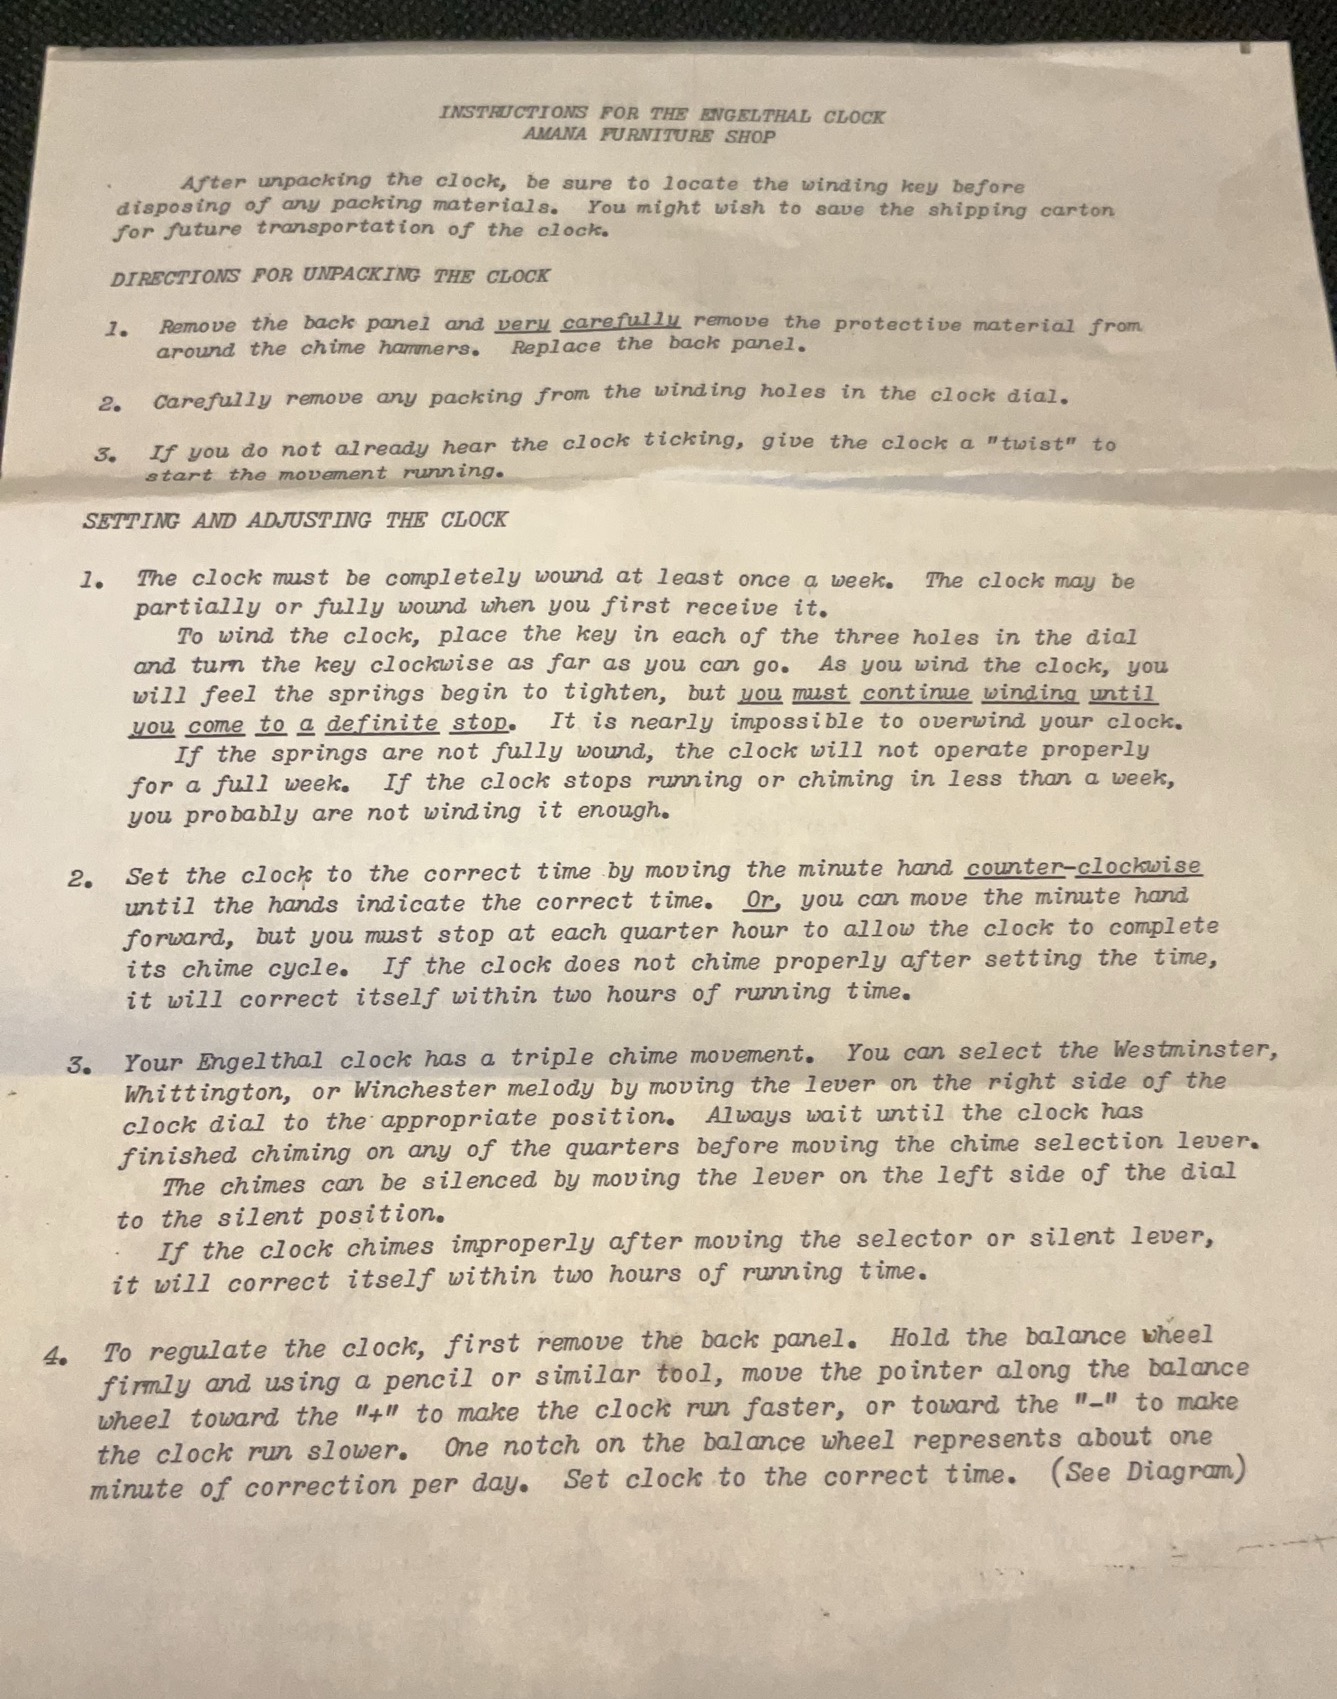 INSTRUCTIONS FOR THE ENGELTHAL CLOCK
AMANA FURNITURE SHOP
After unpacking the clock, be sure to locate the winding key before
disposing of any packing materials. You might wish to save the shipping carton
for future transportation of the clock.
DIRECTIONS FOR UNPACKING THE CLOCK
1. Remove the back panel and very carefully remove the protective material from
around the chime hammers. Replace the back panel.
2. Carefully remove any packing from the winding holes in the clock dial.
3. If you do not already hear the clock ticking, give the clock a "twist" to
start the movement running.
SETTING AND ADJUSTING THE CLOCK
1. The clock must be completely wound at least once a week. The clock may be
partially or fully wound when you first receive it.
To wind the clock, place the key in each of the three holes in the dial
and turn the key clockwise as far as you can go. As you wind the clock, you
will feel the springs begin to tighten, but you must continue winding until
you come to a definite stop. It is nearly impossible to overwind your clock.
If the springs are not fully wound, the clock will not operate properly
for a full week. If the clock stops running or chiming in less than a week,
you probably are not winding it enough.
2. Set the clock to the correct time by moving the minute hand counter-clockwise
until the hands indicate the correct time. Or, you can move the minute hand
forward, but you must stop at each quarter hour to allow the clock to complete
its chime cycle. If the clock does not chime properly after setting the time,
it will correct itself within two hours of running time.
3. Your Engelthal clock has a triple chime movement. You can select the Westminster,
Whittington, or Winchester melody by moving the lever on the right side of the
clock dial to the appropriate position. Always wait until the clock has
finished chiming on any of the quarters before moving the chime selection lever.
The chimes can be silenced by moving the lever on the left side of the dial
to the silent position.
If the clock chimes improperly after moving the selector or silent lever,
it will correct itself within two hours of running time.
4. To regulate the clock, first remove the back panel. Hold the balance wheel
firmly and using a pencil or similar tool, move the pointer along the balance
wheel toward the "+" to make the clock run faster, or toward the "-" to make
the clock run slower. One notch on the balance wheel represents about one
minute of correction per day. Set clock to the correct time. (See Diagram)